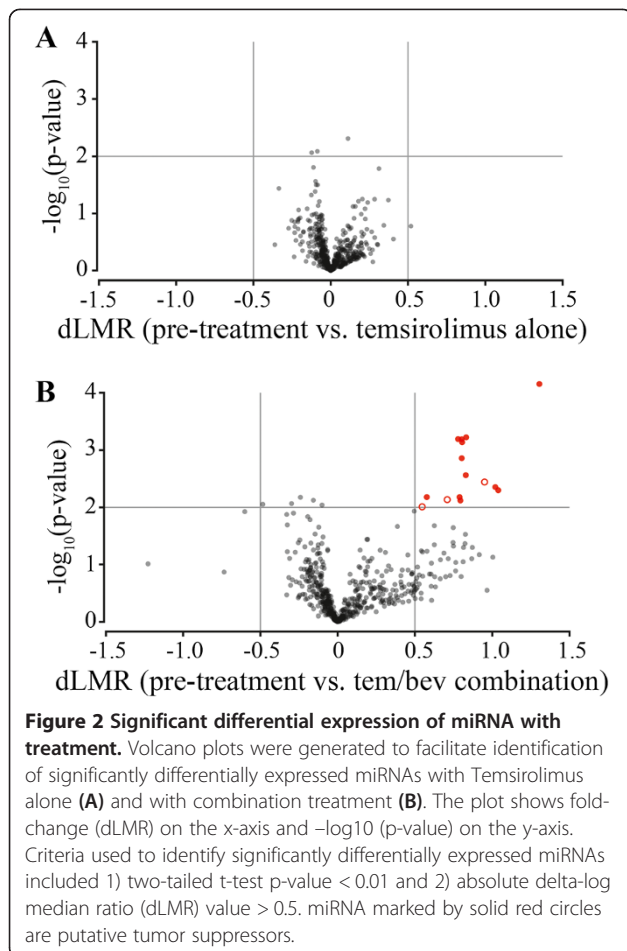 A
4
3
2
1
0
-log10(p-value)
-1.5 -1.0 -0.5 0 0.5 1.0 1.5
dLMR (pre-treatment vs. temsirolimus alone)
B
4
3
2
1
0
-log10(p-value)
-1.5 -1.0 -0.5 0 0.5 1.0 1.5
dLMR (pre-treatment vs. tem/bev combination)
Figure 2 Significant differential expression of miRNA with
treatment. Volcano plots were generated to facilitate identification
of significantly differentially expressed miRNAs with Temsirolimus
alone (A) and with combination treatment (B). The plot shows fold-
change (dLMR) on the x-axis and –log10 (p-value) on the y-axis.
Criteria used to identify significantly differentially expressed miRNAs
included 1) two-tailed t-test p-value < 0.01 and 2) absolute delta-log
median ratio (dLMR) value > 0.5. miRNA marked by solid red circles
are putative tumor suppressors.